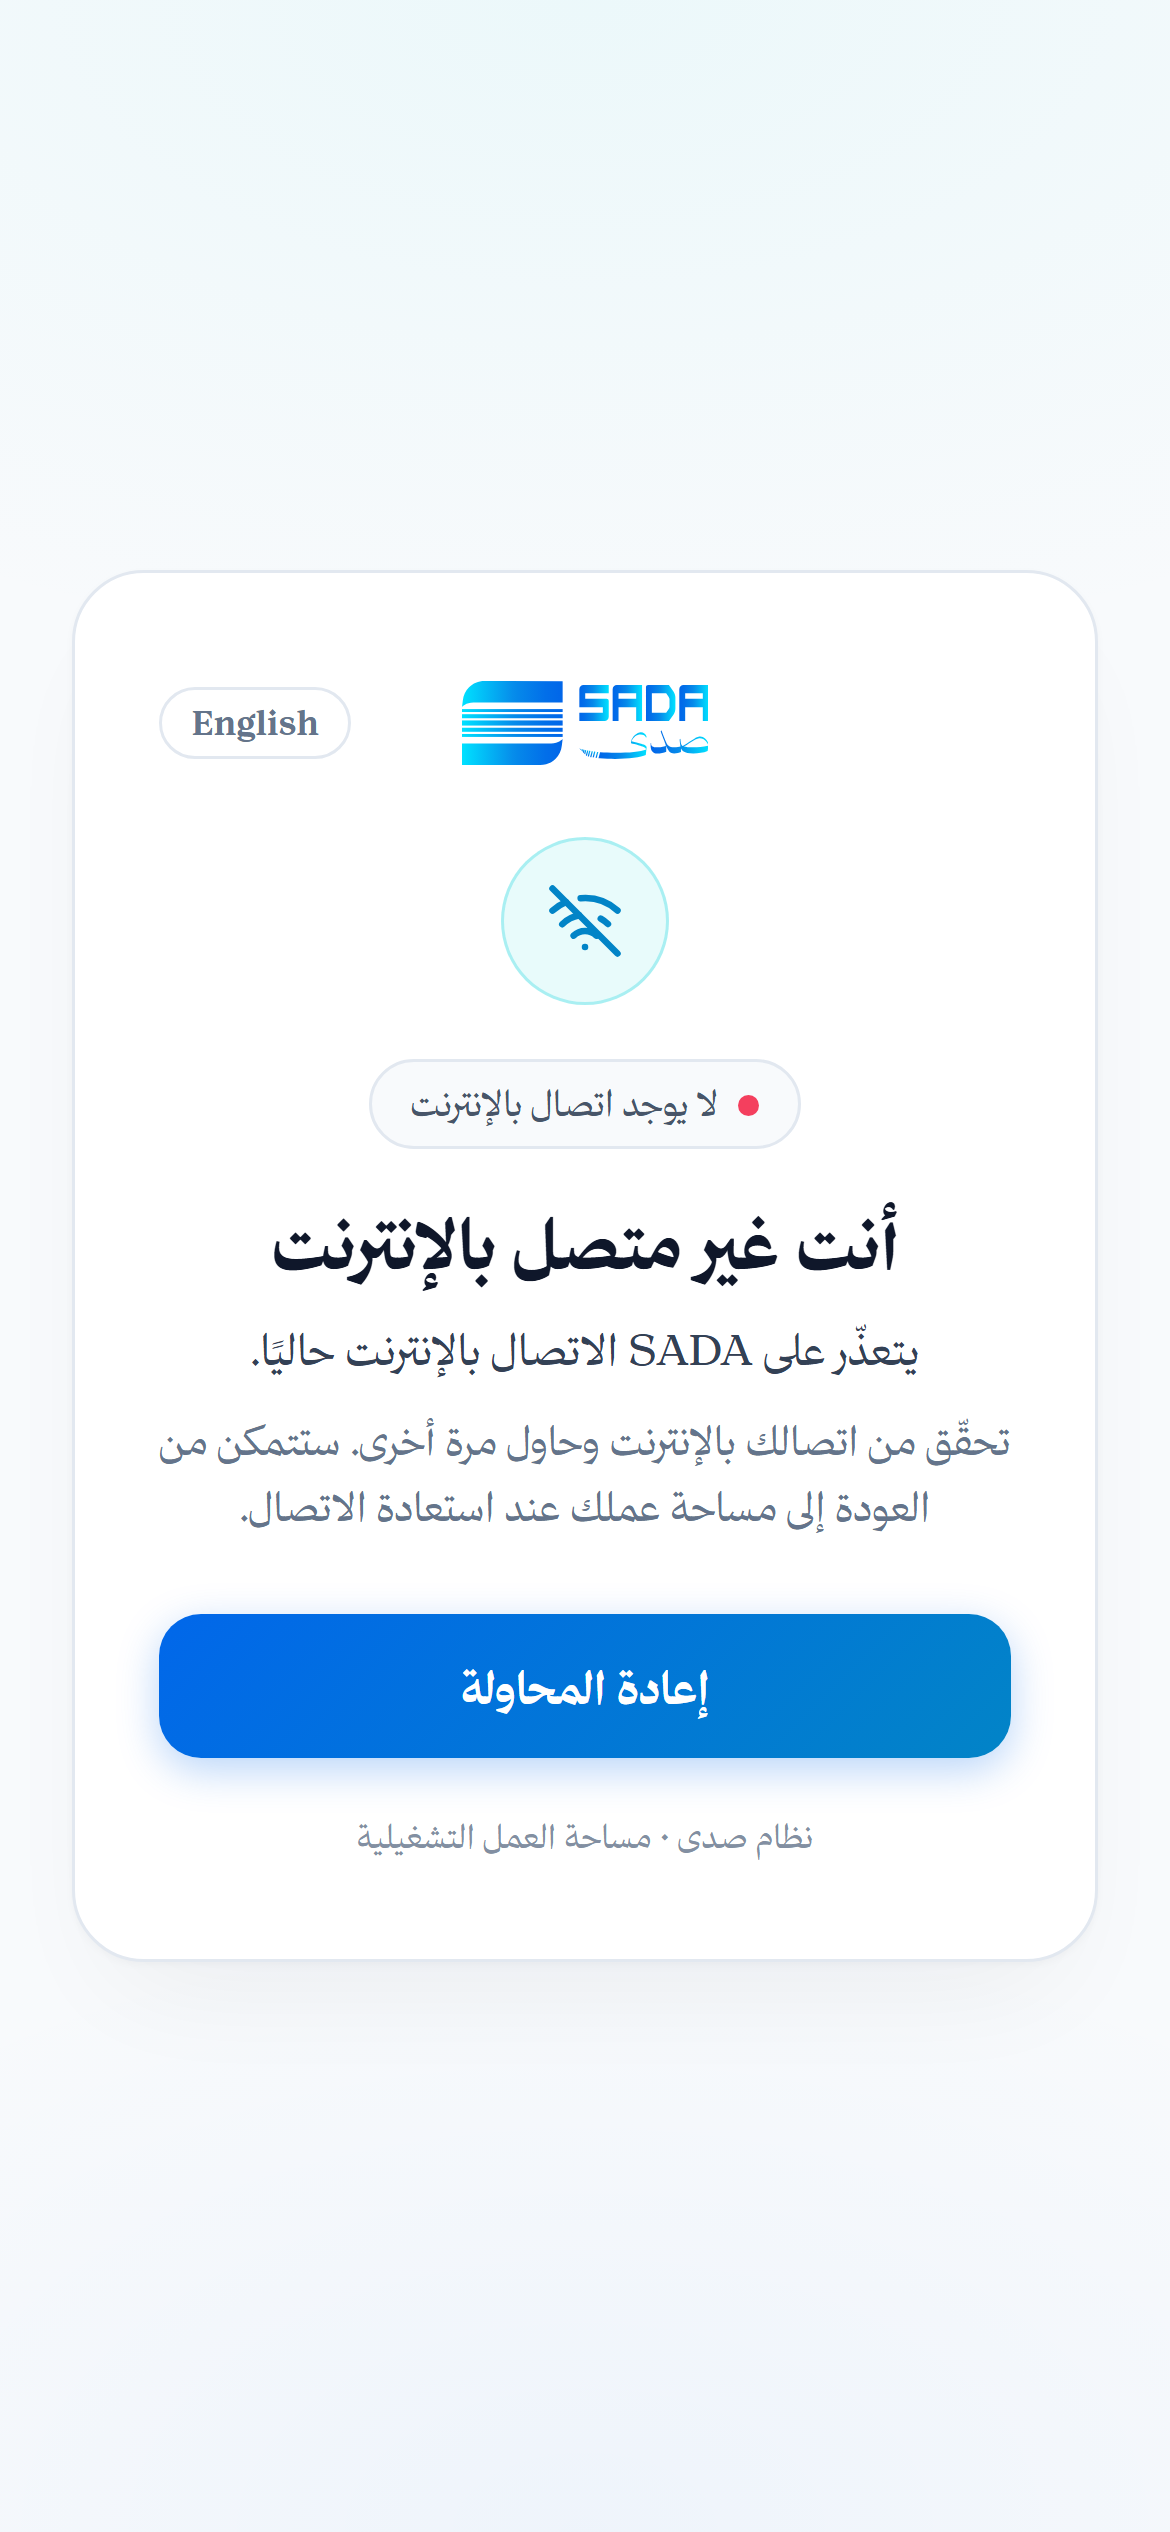 SADA
صدى
English
لا يوجد اتصال بالإنترنت
أنت غير متصل بالإنترنت
يتعذّر على SADA الاتصال بالإنترنت حاليًا.
تحقّق من اتصالك بالإنترنت وحاول مرة أخرى. ستتمكن من
العودة إلى مساحة عملك عند استعادة الاتصال.
إعادة المحاولة
نظام صدى · مساحة العمل التشغيلية